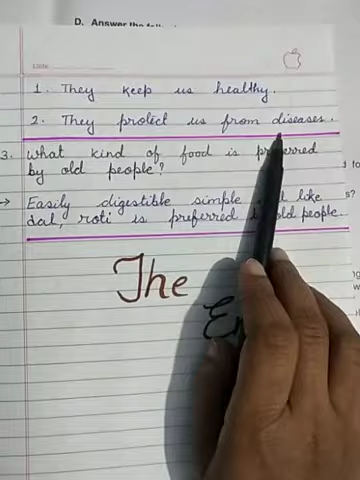 D. Answer the
Date
1. They keep us healthy.
2. They protect us from diseases.
3. What kind of food is preferred
by old people?
→ Easily digestible simple like
dal, roti is preferred old people.
The